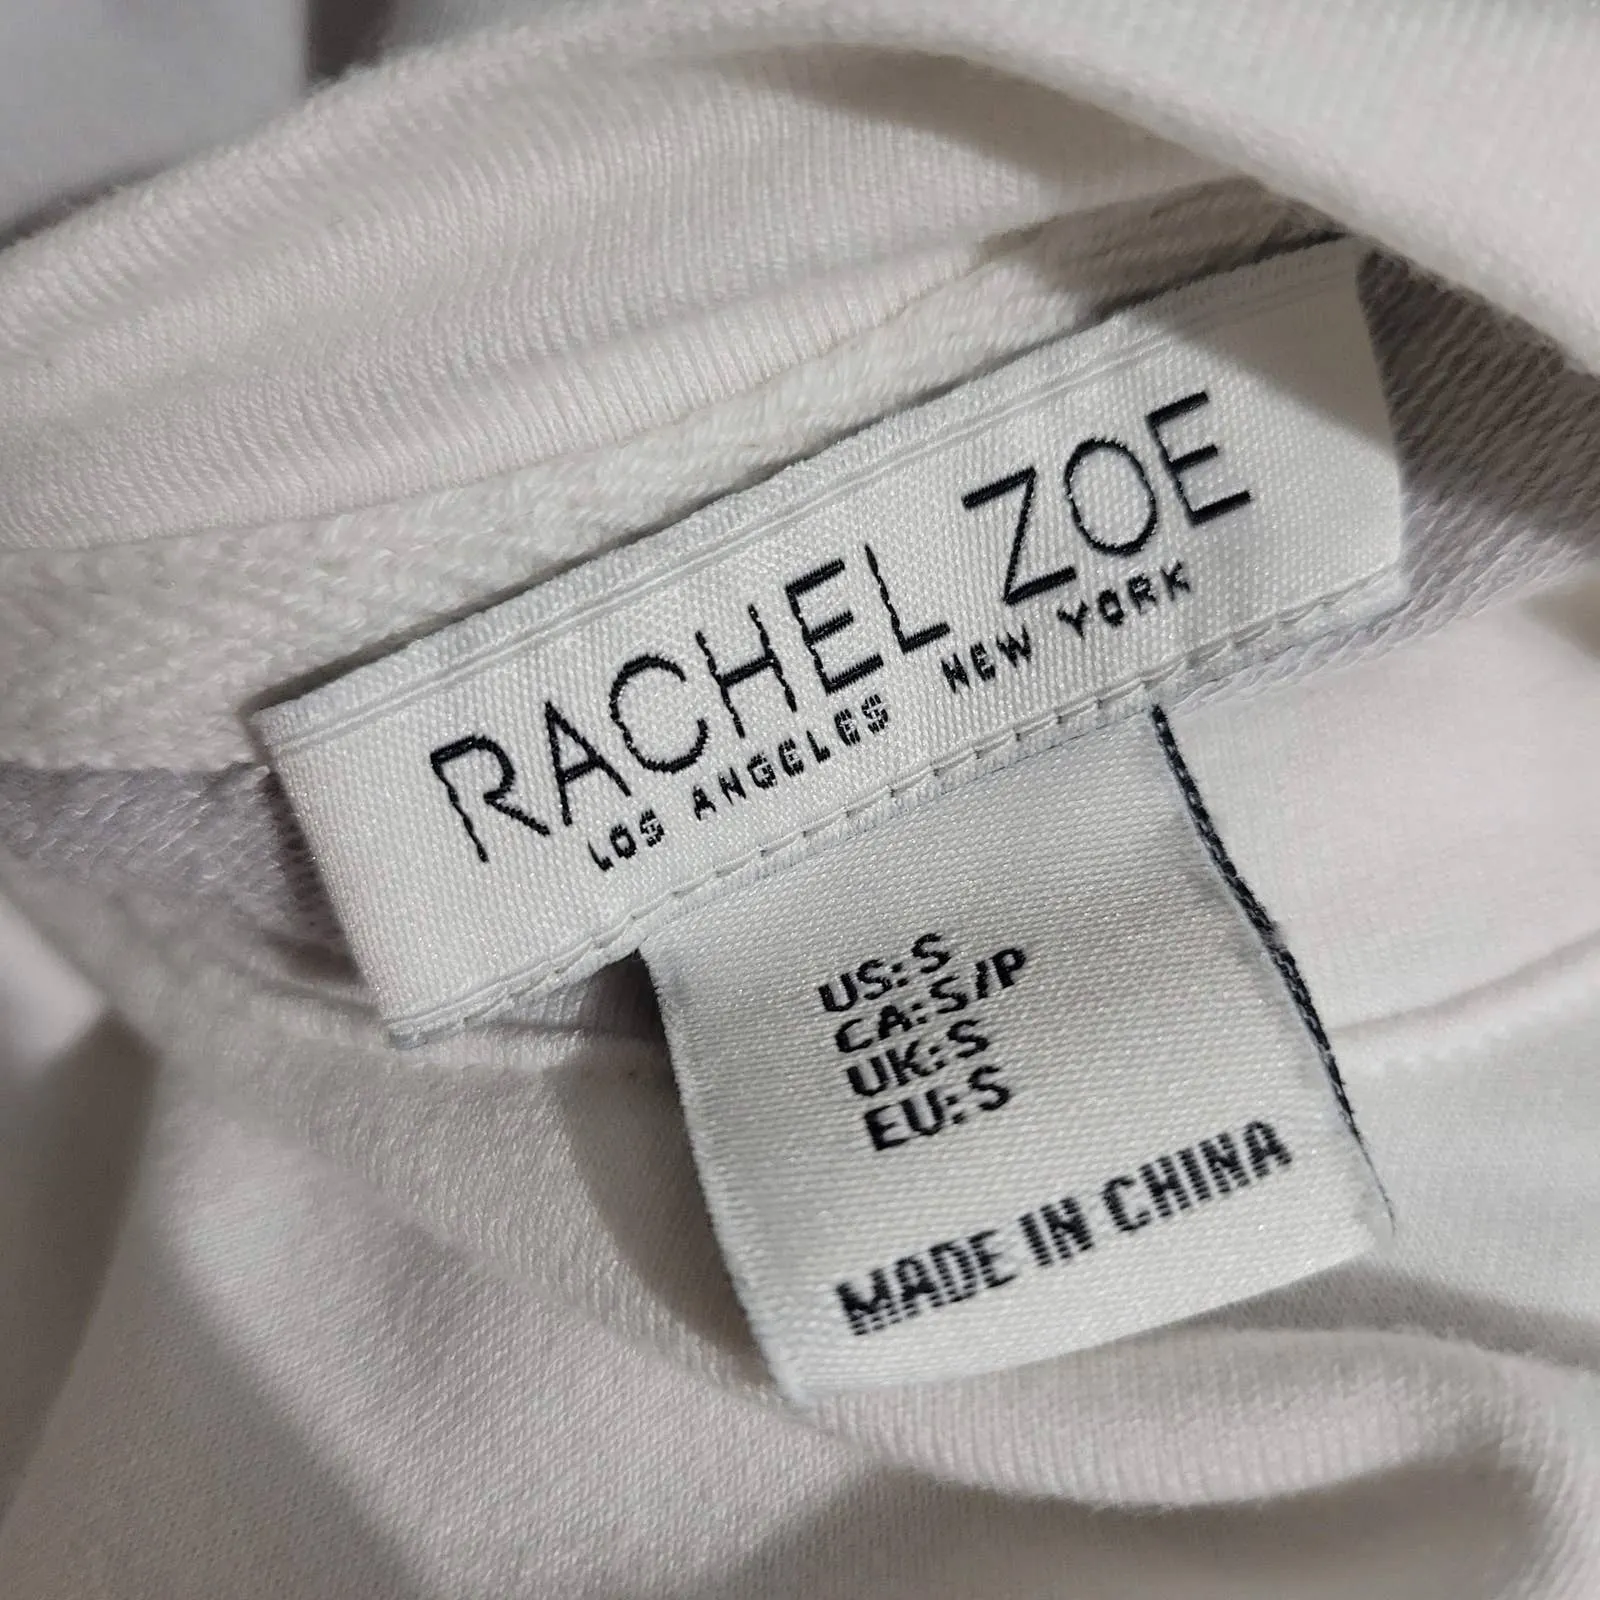 RACHEL ZOE
LOS ANGELES NEW YORK
US: S
CA: S/P
UK: S
EU: S
MADE IN CHINA